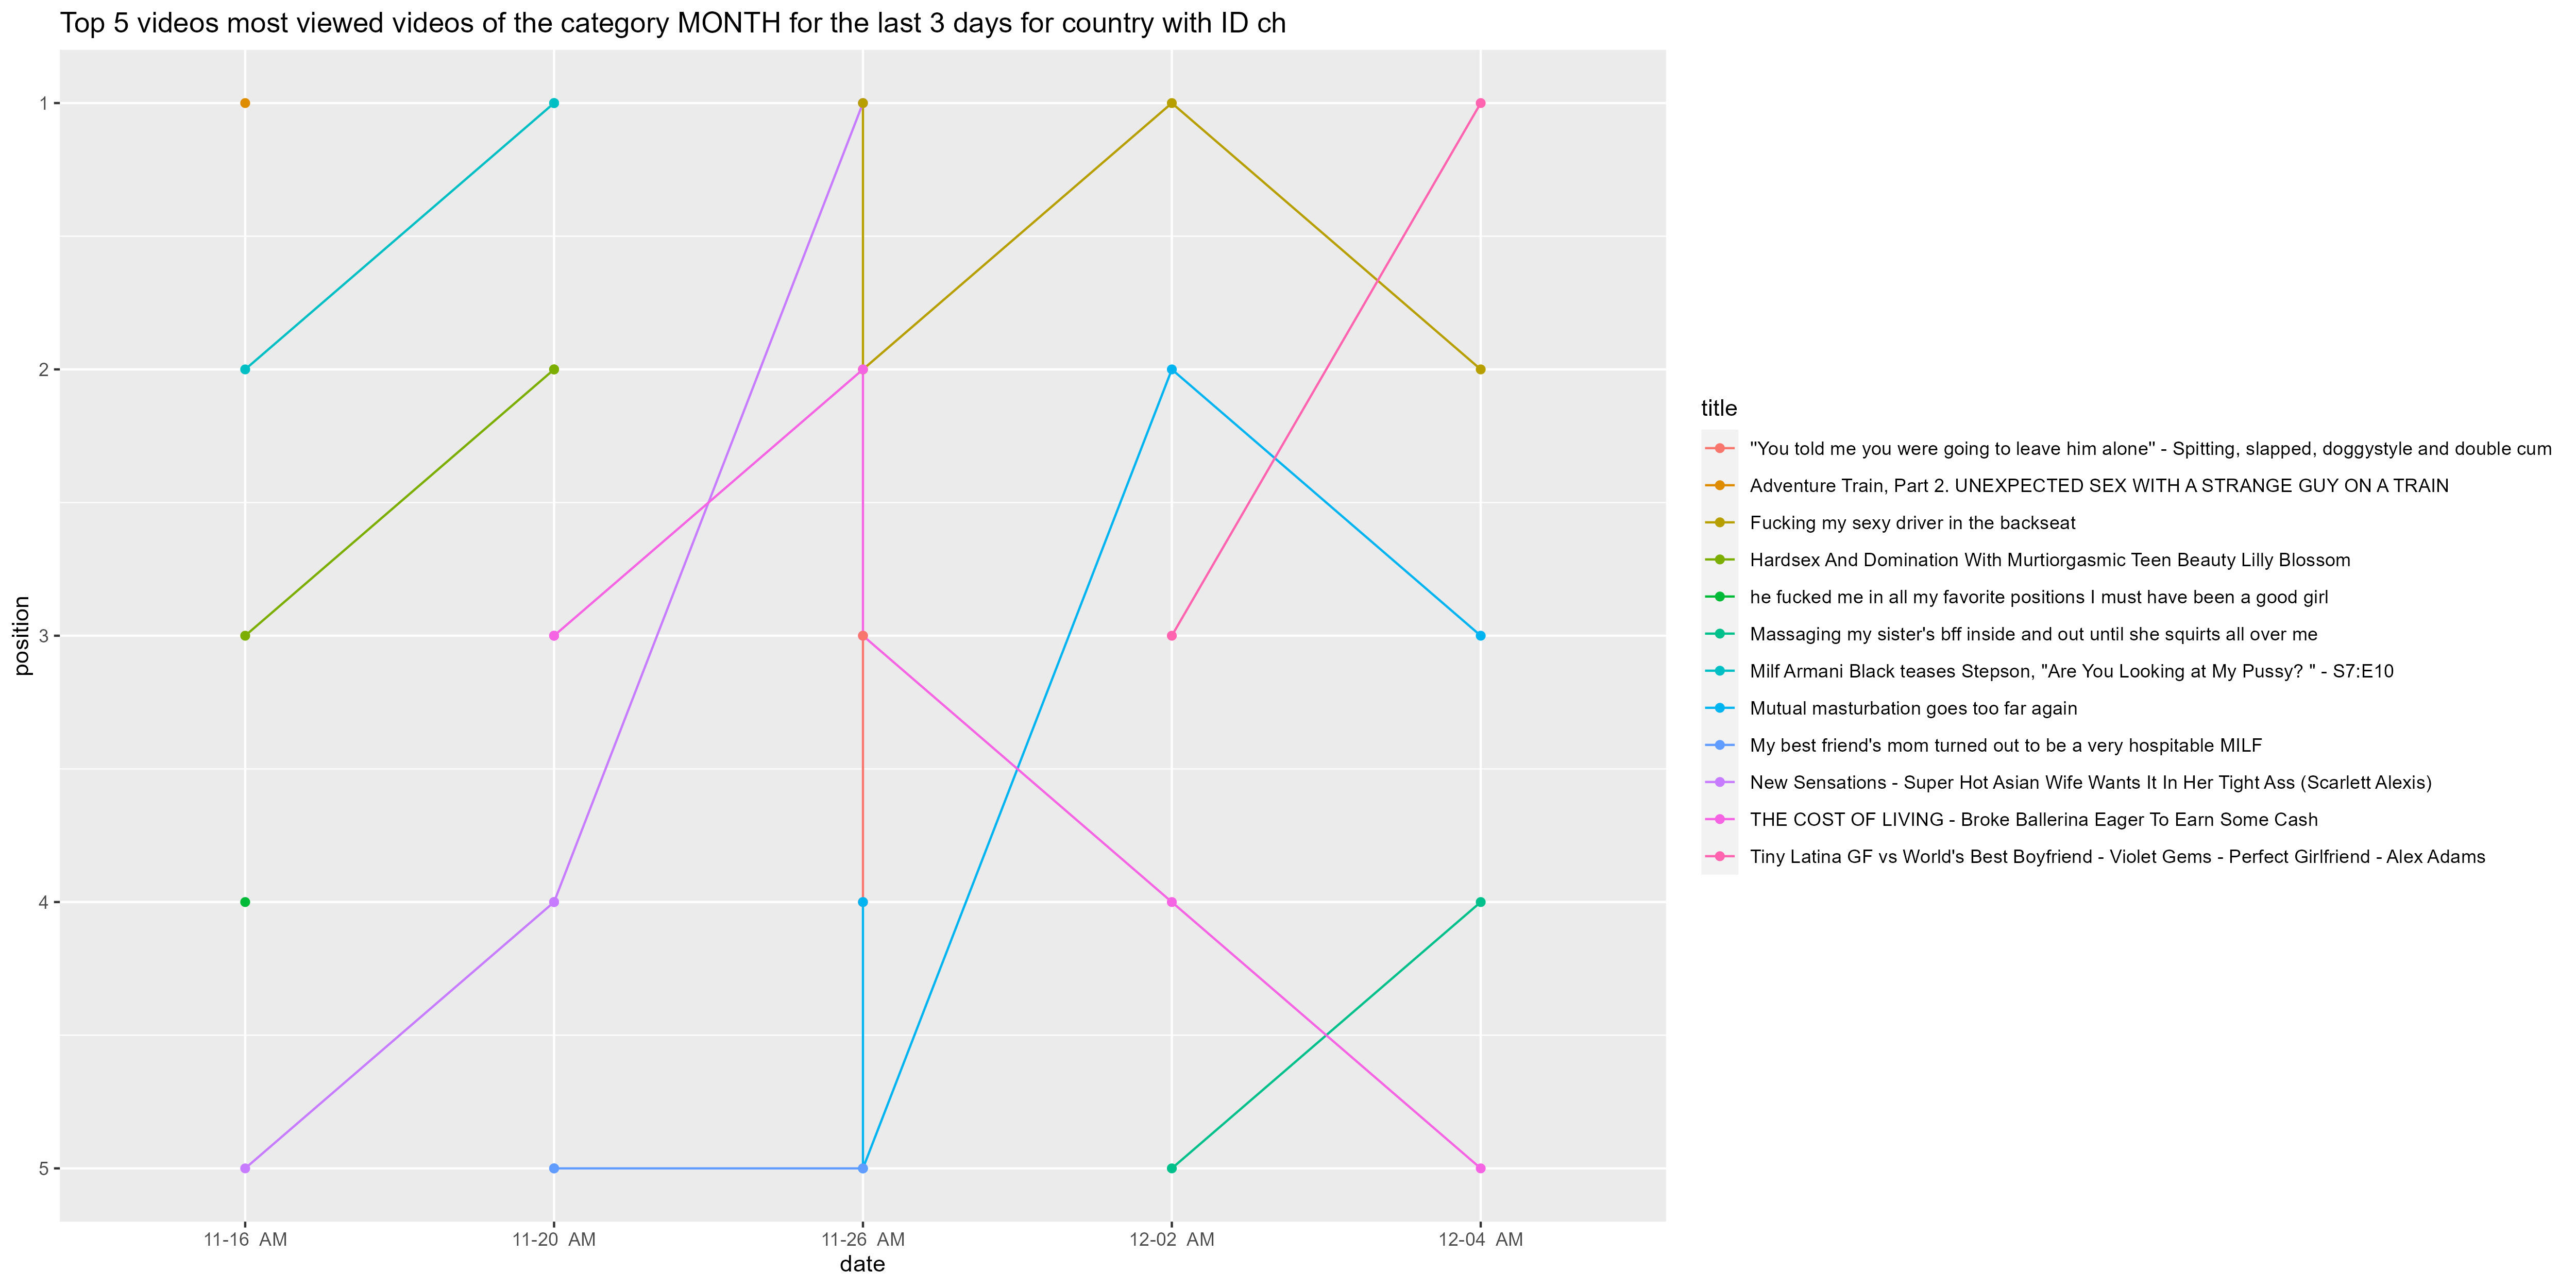 Top 5 videos most viewed videos of the category MONTH for the last 3 days for country with ID ch
position
1
2
3
4
5
11-16 AM
11-20 AM
11-26 AM
12-02 AM
12-04 AM
date
title
"You told me you were going to leave him alone" - Spitting, slapped, doggystyle and double cum
Adventure Train, Part 2. UNEXPECTED SEX WITH A STRANGE GUY ON A TRAIN
Fucking my sexy driver in the backseat
Hardsex And Domination With Murtiorgasmic Teen Beauty Lilly Blossom
he fucked me in all my favorite positions I must have been a good girl
Massaging my sister's bff inside and out until she squirts all over me
Milf Armani Black teases Stepson, "Are You Looking at My Pussy? " - S7:E10
Mutual masturbation goes too far again
My best friend's mom turned out to be a very hospitable MILF
New Sensations - Super Hot Asian Wife Wants It In Her Tight Ass (Scarlett Alexis)
THE COST OF LIVING - Broke Ballerina Eager To Earn Some Cash
Tiny Latina GF vs World's Best Boyfriend - Violet Gems - Perfect Girlfriend - Alex Adams